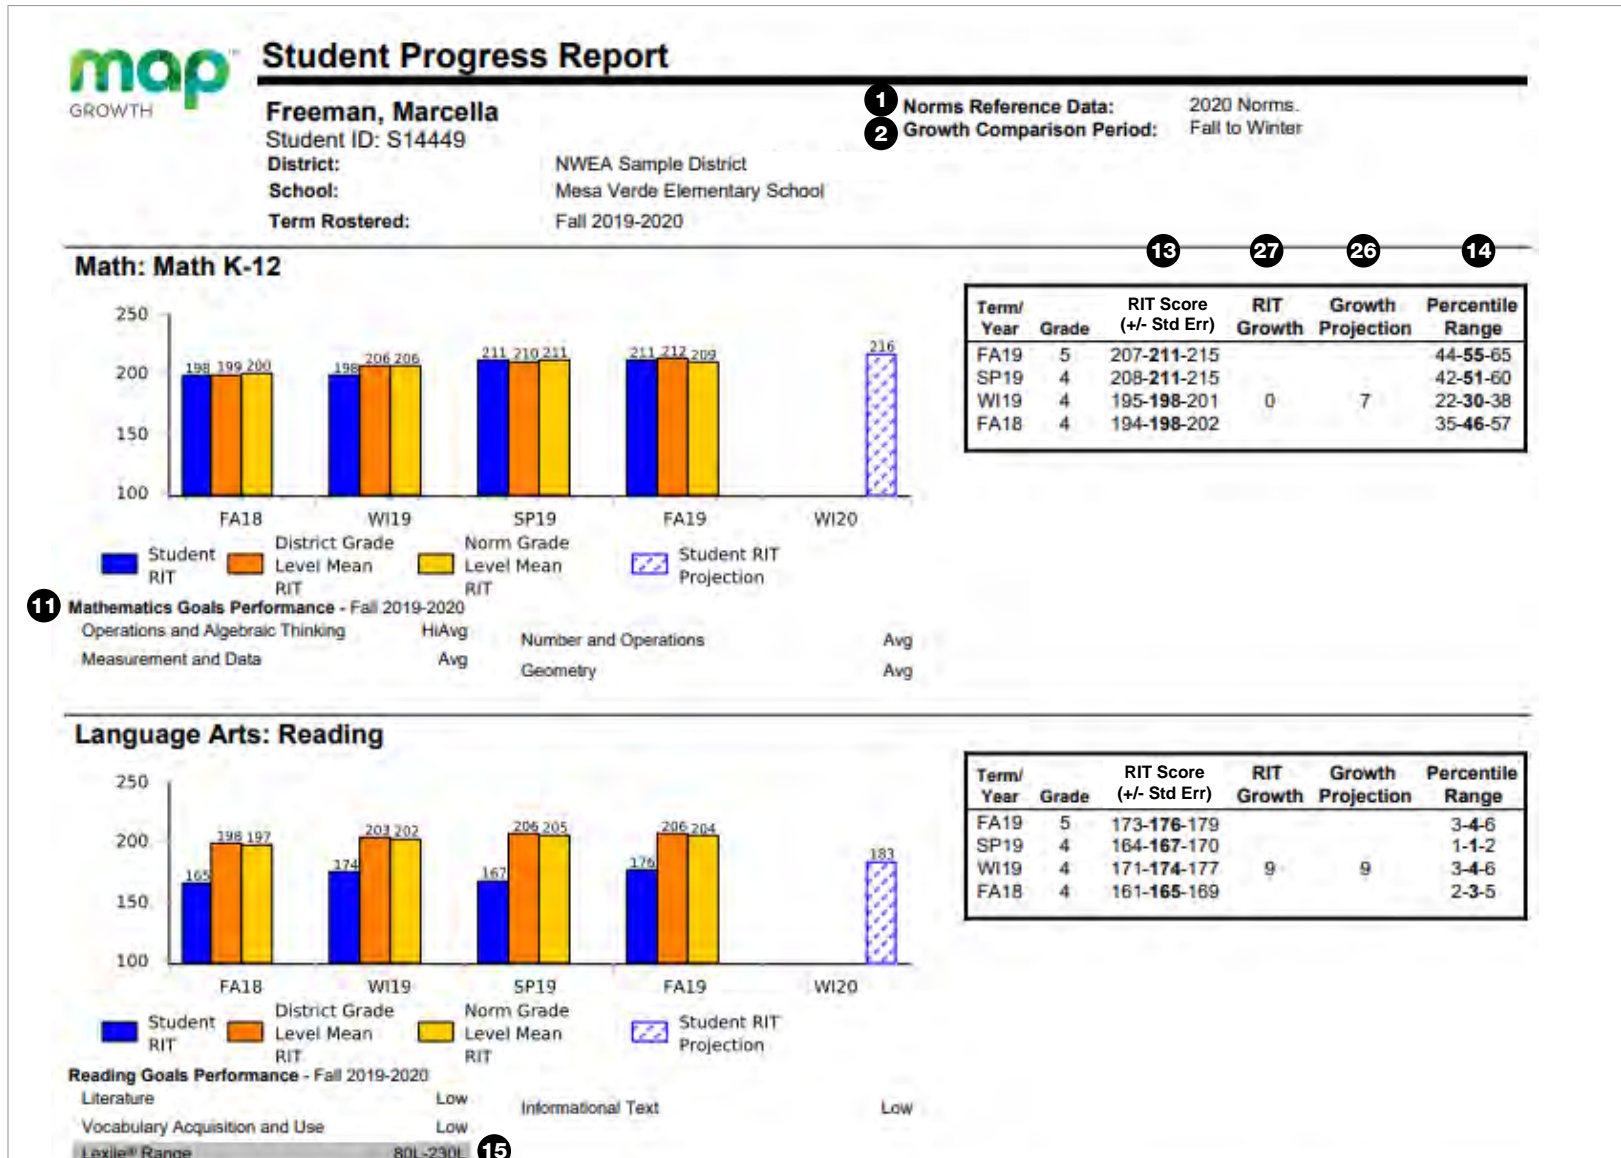 map
GROWTH
Student Progress Report
Freeman, Marcella
Student ID: S14449
District: NWEA Sample District
School: Mesa Verde Elementary School
Term Rostered: Fall 2019-2020
1 Norms Reference Data: 2020 Norms.
2 Growth Comparison Period: Fall to Winter
Math: Math K-12
250
200
150
100
198 199 200
198 206 206
211 210 211
211 212 209
216
FA18 WI19 SP19 FA19 WI20
Student RIT
District Grade Level Mean RIT
Norm Grade Level Mean RIT
Student RIT Projection
13 27 26 14
Term/ Year Grade RIT Score (+/- Std Err) RIT Growth Growth Projection Percentile Range
FA19 5 207-211-215 44-55-65
SP19 4 208-211-215 42-51-60
WI19 4 195-198-201 0 7 22-30-38
FA18 4 194-198-202 35-46-57
11 Mathematics Goals Performance - Fall 2019-2020
Operations and Algebraic Thinking HiAvg
Measurement and Data Avg
Number and Operations Avg
Geometry Avg
Language Arts: Reading
250
200
150
100
165 198 197
174 203 202
167 206 205
176 206 204
183
FA18 WI19 SP19 FA19 WI20
Student RIT
District Grade Level Mean RIT
Norm Grade Level Mean RIT
Student RIT Projection
Term/ Year Grade RIT Score (+/- Std Err) RIT Growth Growth Projection Percentile Range
FA19 5 173-176-179 3-4-6
SP19 4 164-167-170 1-1-2
WI19 4 171-174-177 9 9 3-4-6
FA18 4 161-165-169 2-3-5
Reading Goals Performance - Fall 2019-2020
Literature Low
Vocabulary Acquisition and Use Low
Informational Text Low
Lexile® Range 80L-230L 15